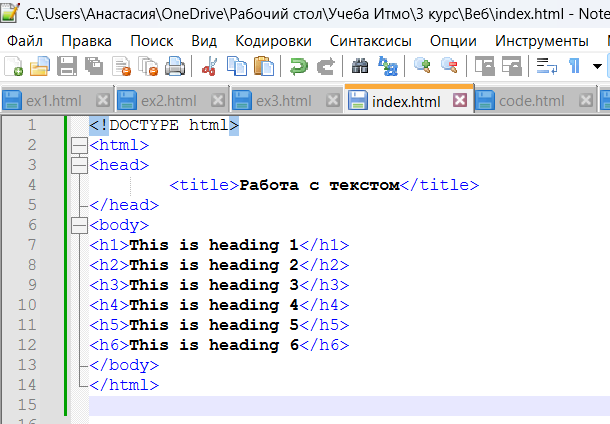 C:\Users\Анастасия\OneDrive\Рабочий стол\Учеба Итмо\3 курс\Веб\index.html - Note
Файл Правка Поиск Вид Кодировки Синтаксисы Опции Инструменты
ex1.html ex2.html ex3.html index.html code.html
1 <!DOCTYPE html>
2 <html>
3 <head>
4 <title>Работа с текстом</title>
5 </head>
6 <body>
7 <h1>This is heading 1</h1>
8 <h2>This is heading 2</h2>
9 <h3>This is heading 3</h3>
10 <h4>This is heading 4</h4>
11 <h5>This is heading 5</h5>
12 <h6>This is heading 6</h6>
13 </body>
14 </html>
15